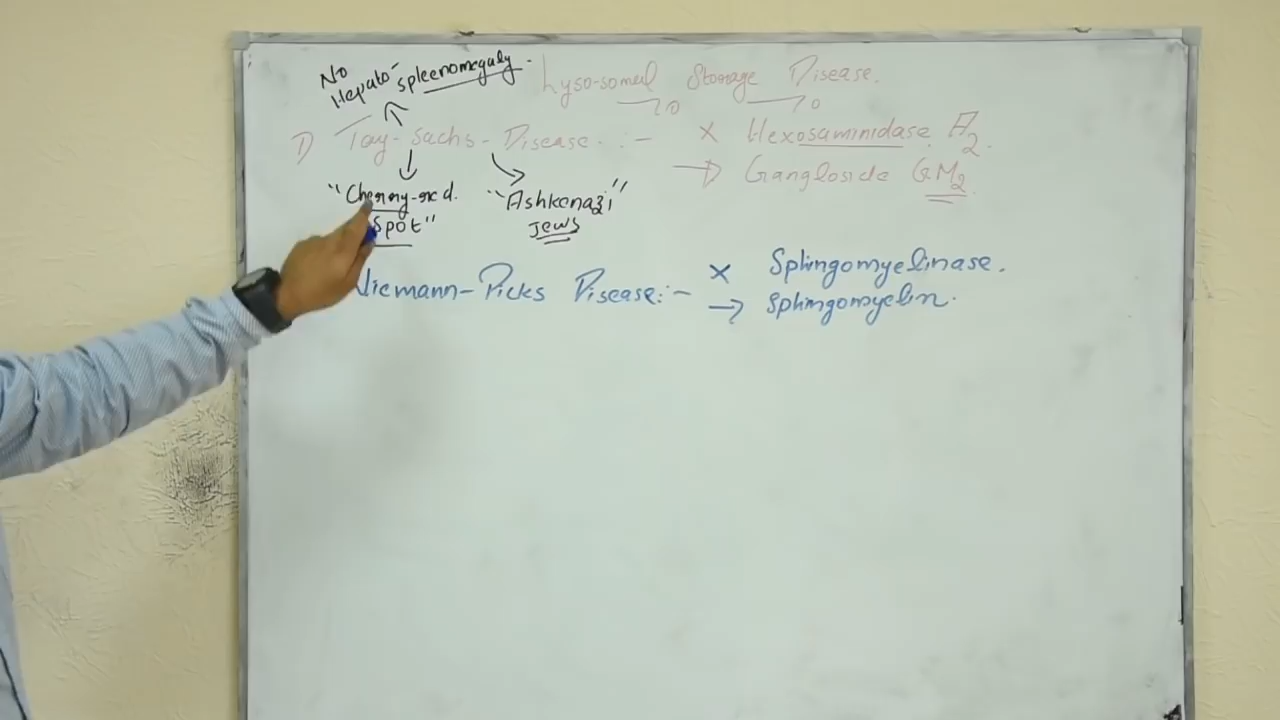 No
Hepato-spleenomegaly.
Lyso-somal Storage Disease.
1) Tay-Sachs-Disease :- × Hexosaminidase A2.
→ Gangloside GM2
"Cherry-red. Spot"
"Ashkenazi" Jews
Niemann-Picks Disease:- × Sphingomyelinase.
→ Sphingomyelin.